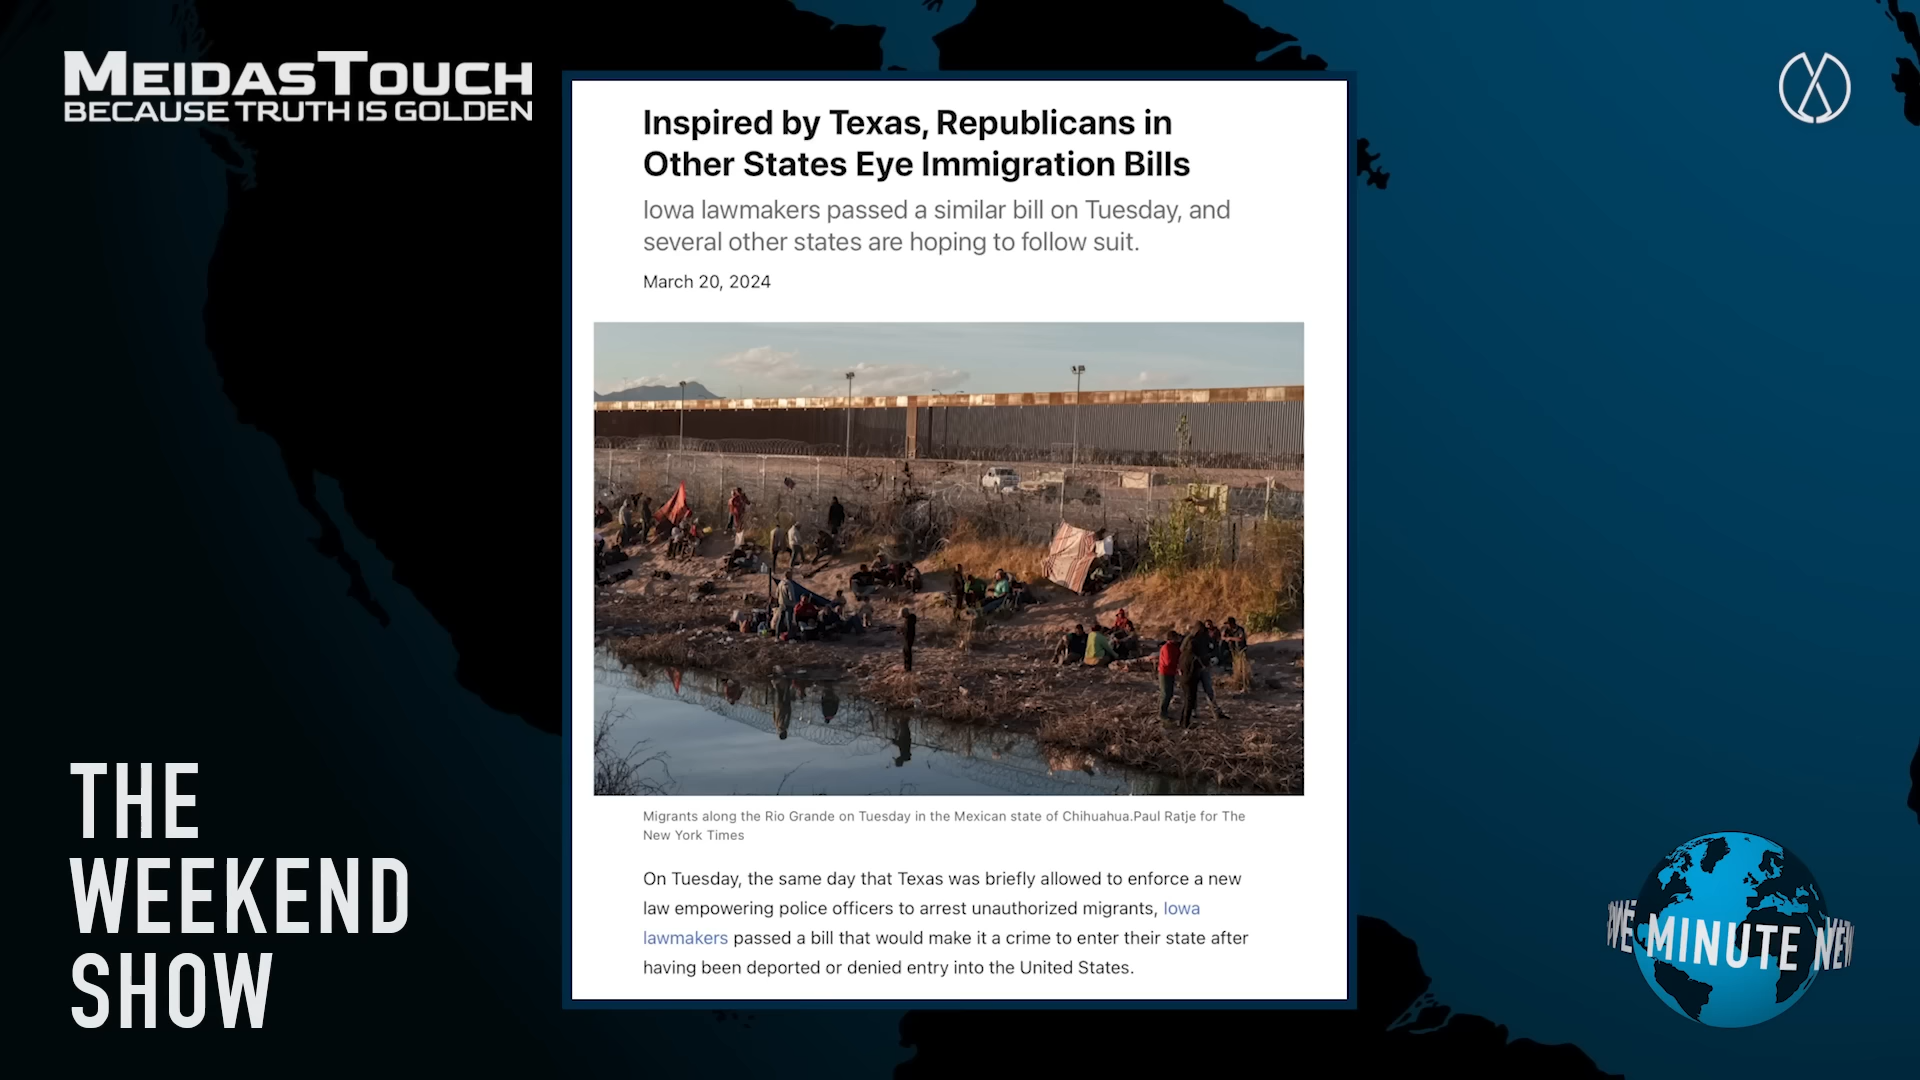 MEIDASTOUCH
BECAUSE TRUTH IS GOLDEN
Inspired by Texas, Republicans in
Other States Eye Immigration Bills
Iowa lawmakers passed a similar bill on Tuesday, and
several other states are hoping to follow suit.
March 20, 2024
Migrants along the Rio Grande on Tuesday in the Mexican state of Chihuahua.Paul Ratje for The
New York Times
On Tuesday, the same day that Texas was briefly allowed to enforce a new
law empowering police officers to arrest unauthorized migrants, Iowa
lawmakers passed a bill that would make it a crime to enter their state after
having been deported or denied entry into the United States.
THE
WEEKEND
SHOW
MINUTE